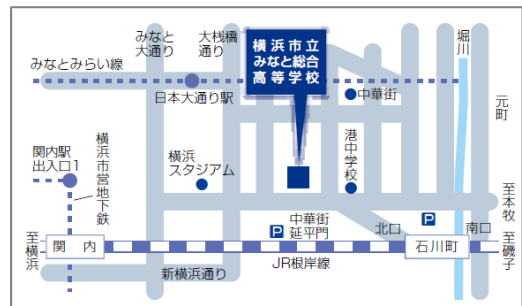 みなと
大通り
大桟橋
通り
横浜市立
みなと総合
高等学校
堀川
みなとみらい線
日本大通り駅
中華街
元町
関内駅
出入口1
横浜市営地下鉄
横浜
スタジアム
港中学校
至本牧
P
中華街
延平門
P
北口
南口
至横浜
関 内
石川町
至磯子
新横浜通り
JR根岸線